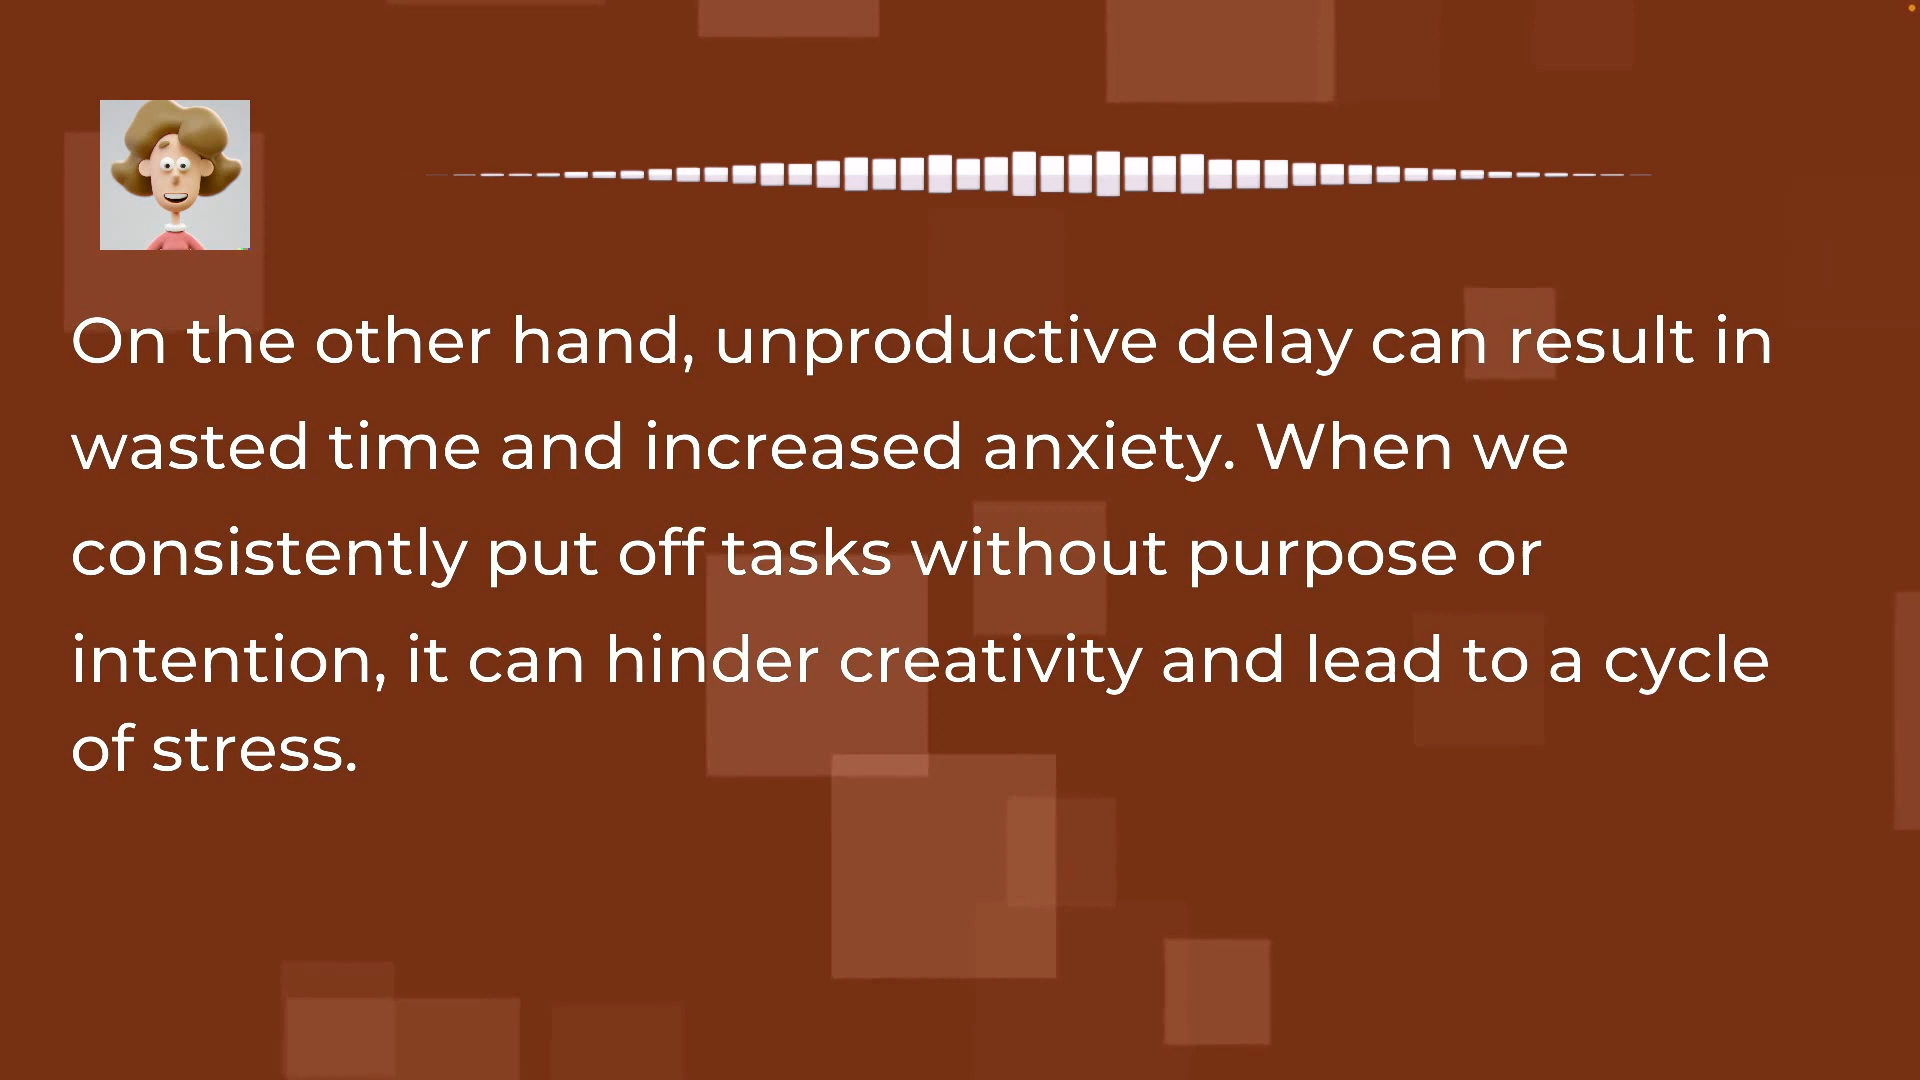 On the other hand, unproductive delay can result in
wasted time and increased anxiety. When we
consistently put off tasks without purpose or
intention, it can hinder creativity and lead to a cycle
of stress.